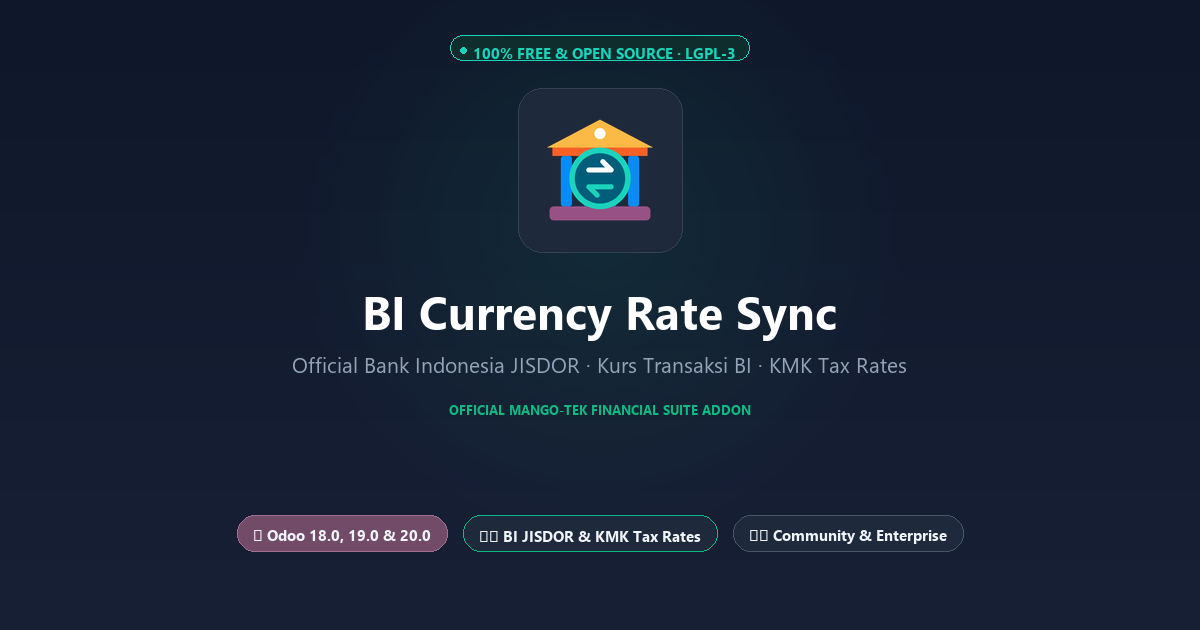 100% FREE & OPEN SOURCE · LGPL-3
BI Currency Rate Sync
Official Bank Indonesia JISDOR · Kurs Transaksi BI · KMK Tax Rates
OFFICIAL MANGO-TEK FINANCIAL SUITE ADDON
Odoo 18.0, 19.0 & 20.0
BI JISDOR & KMK Tax Rates
Community & Enterprise